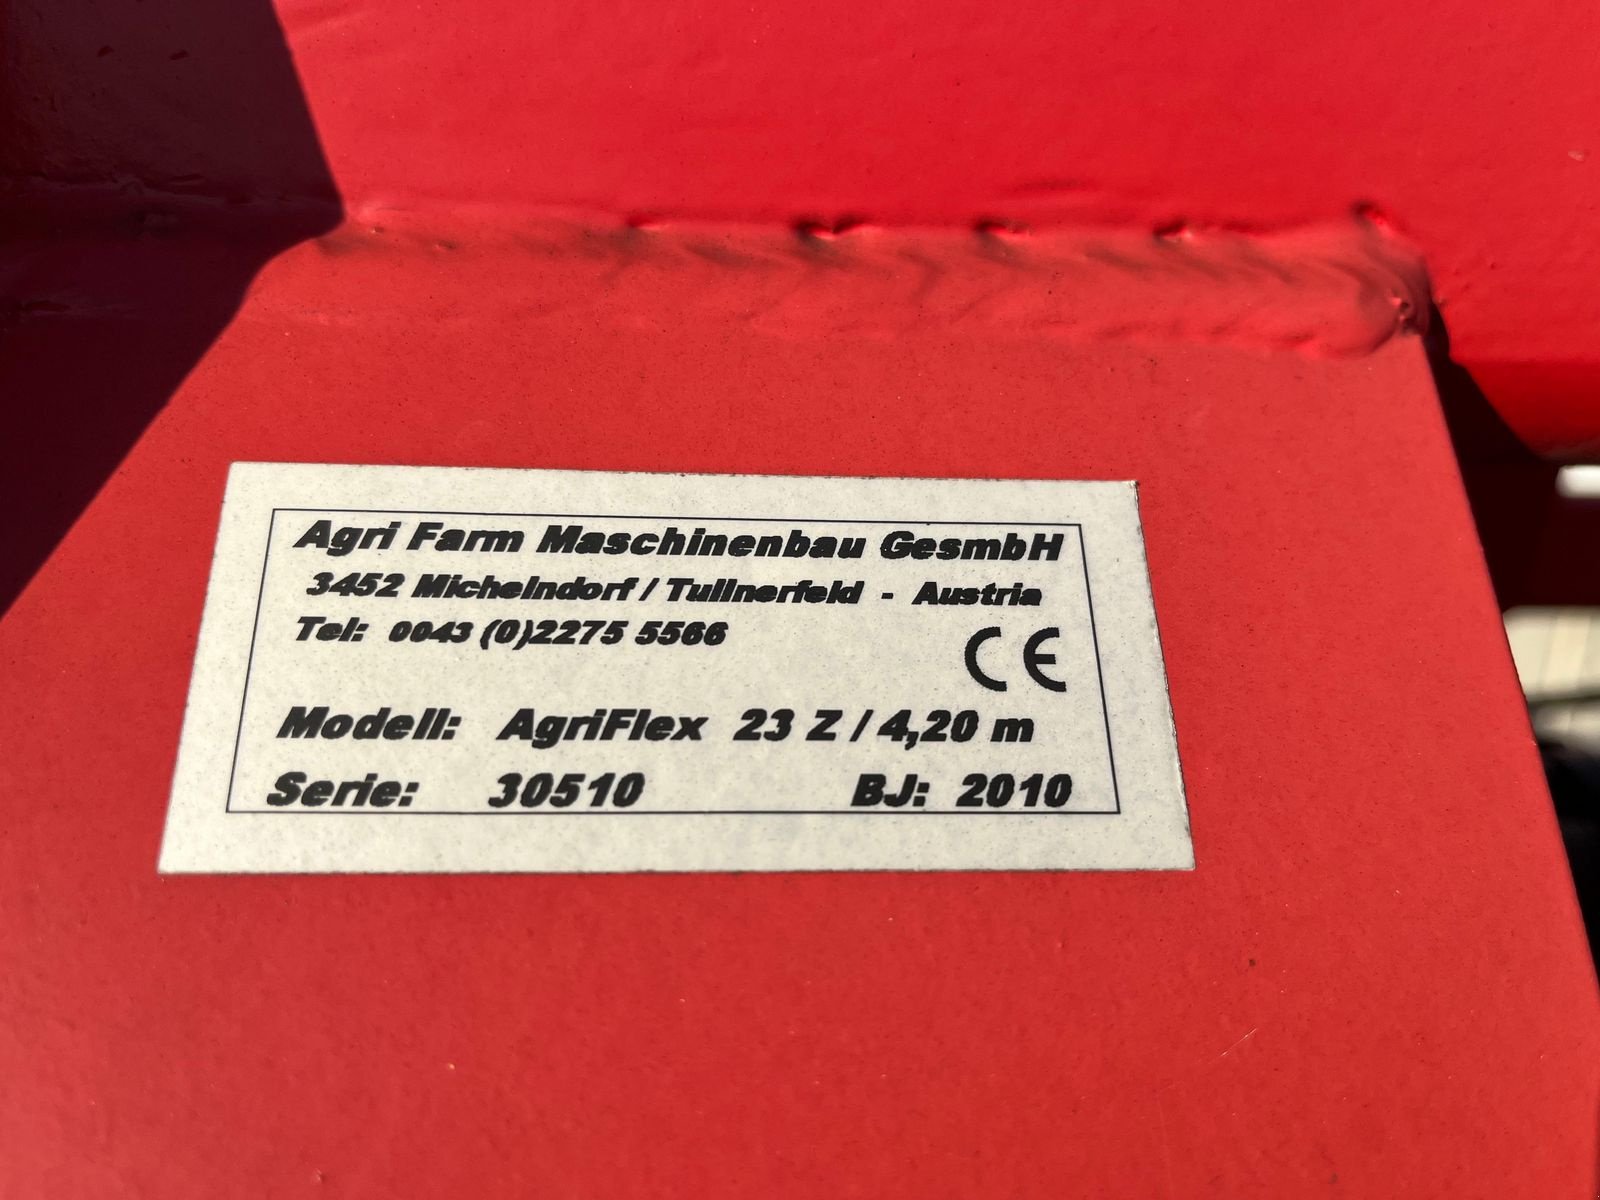 Agri Farm Maschinenbau GesmbH
3452 Michelndorf / Tullnerfeld - Austria
Tel: 0043 (0)2275 5566
CE
Modell: AgriFlex 23 Z / 4,20 m
Serie: 30510 BJ: 2010